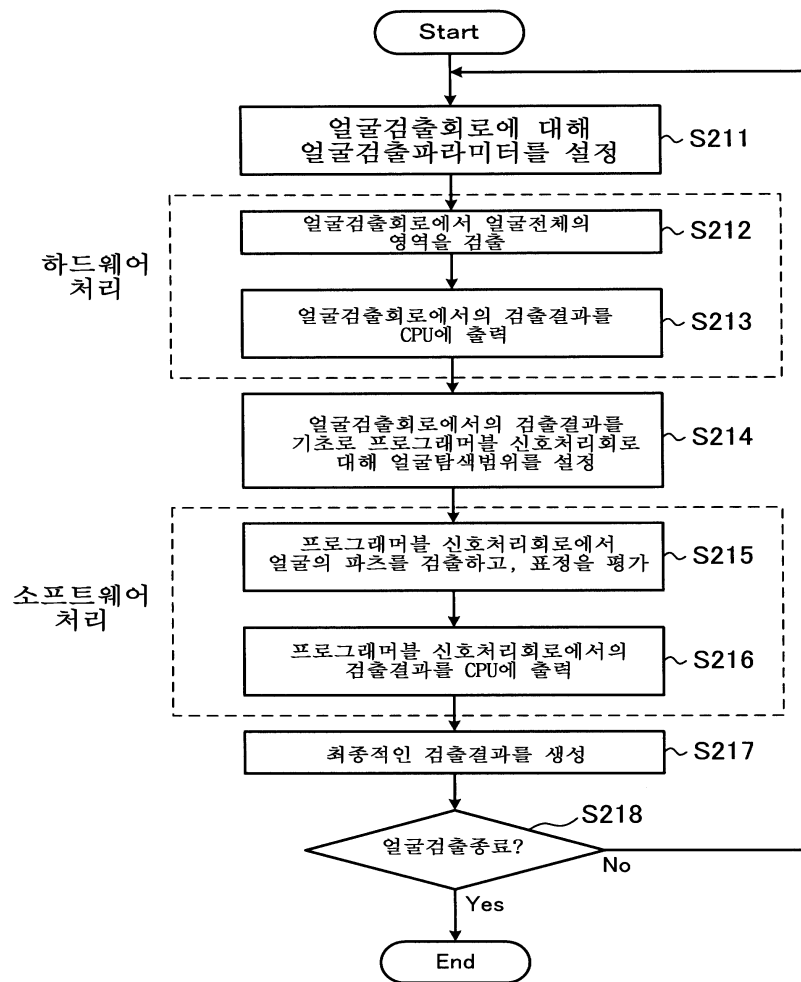 Start
얼굴검출회로에 대해
얼굴검출파라미터를 설정
S211
하드웨어
처리
얼굴검출회로에서 얼굴전체의
영역을 검출
S212
얼굴검출회로에서의 검출결과를
CPU에 출력
S213
얼굴검출회로에서의 검출결과를
기초로 프로그래머블 신호처리회로
대해 얼굴탐색범위를 설정
S214
소프트웨어
처리
프로그래머블 신호처리회로에서
얼굴의 파츠를 검출하고, 표정을 평가
S215
프로그래머블 신호처리회로에서의
검출결과를 CPU에 출력
S216
최종적인 검출결과를 생성
S217
S218
얼굴검출종료?
No
Yes
End